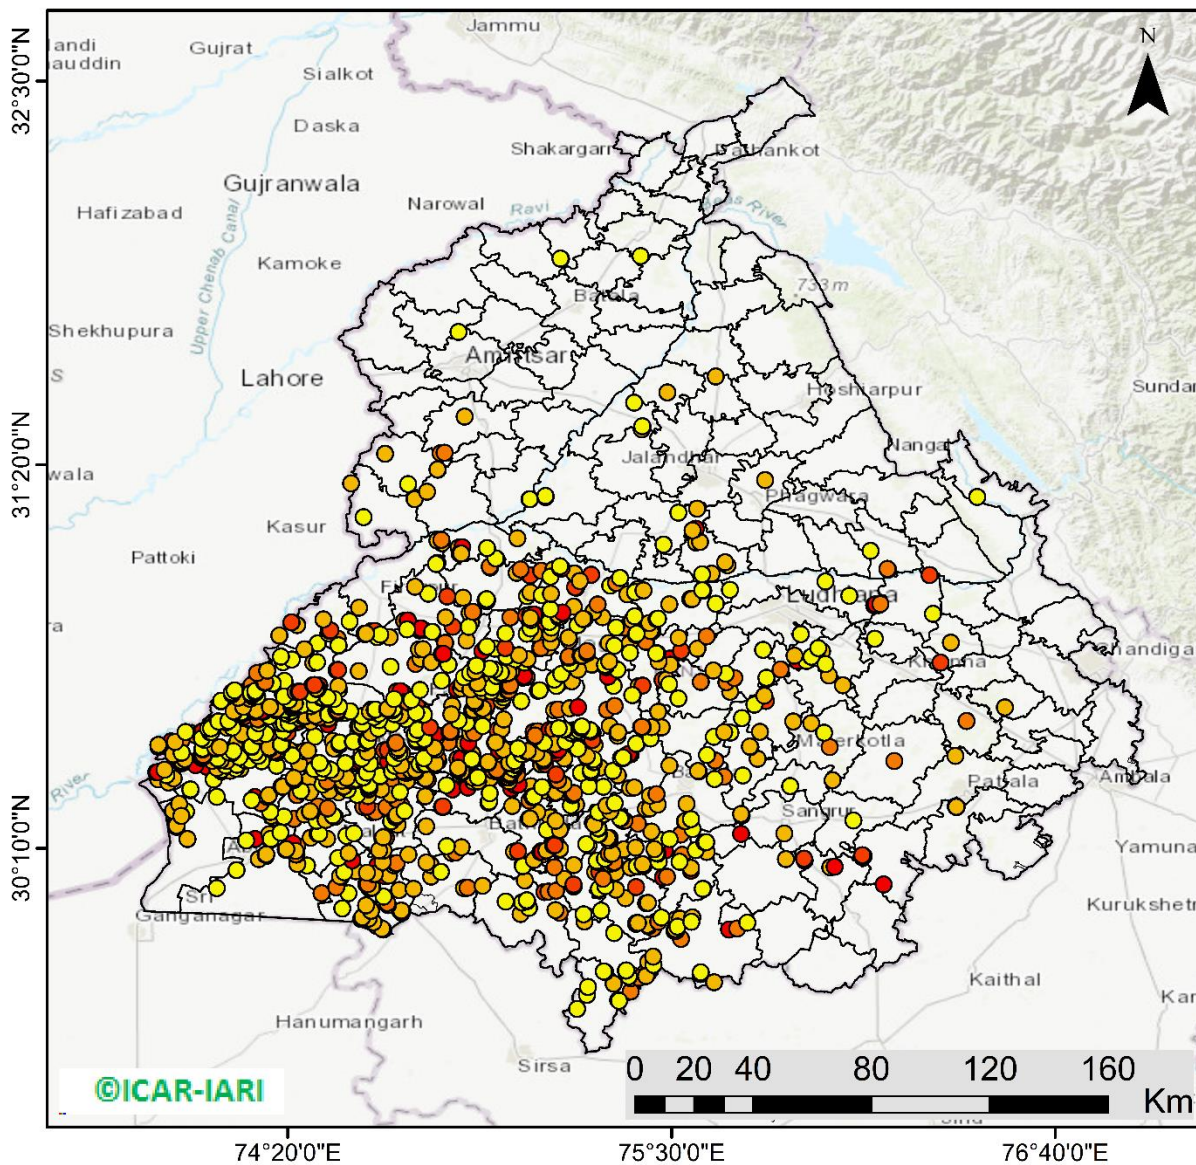 Jammu
Gujrat
Sialkot
N
32°30'0"N
Daska
Shakargarh
Pathankot
Gujranwala
Hafizabad
Narowal
Ravi
River
Upper Chenab Canal
Kamoke
733 m
Batala
Shekhupura
Amritsar
Lahore
Hoshiarpur
Sundar
Nangal
31°20'0"N
Jalandhar
Phagwara
Kasur
Pattoki
Ludhiana
Khanna
Chandiga
Malerkotla
Patiala
Ambala
River
Sangrur
30°10'0"N
Yamuna
Sri
Ganganagar
Kurukshetr
Kaithal
Kar
Hanumangarh
Sirsa
©ICAR-IARI
0 20 40 80 120 160
Km
74°20'0"E 75°30'0"E 76°40'0"E